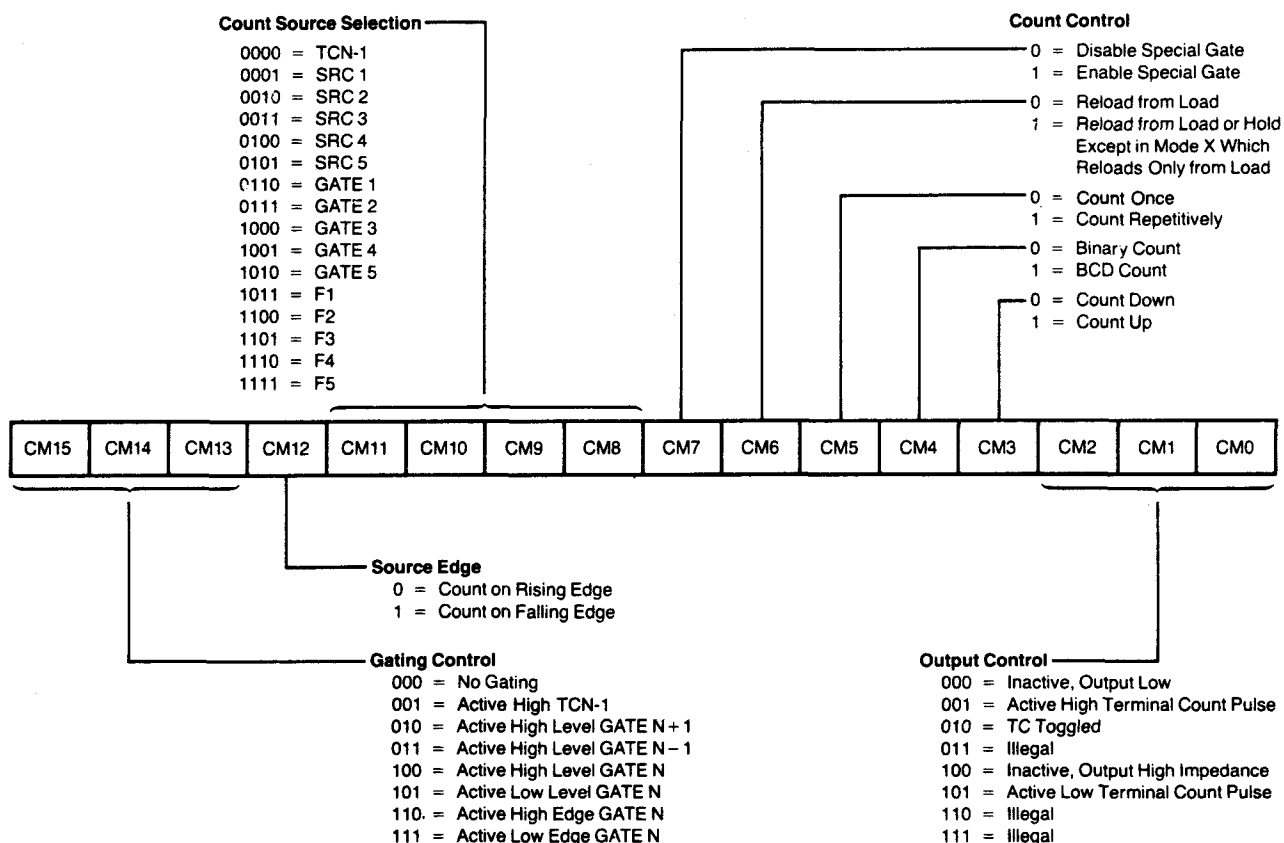 Count Source Selection
0000 = TCN-1
0001 = SRC 1
0010 = SRC 2
0011 = SRC 3
0100 = SRC 4
0101 = SRC 5
0110 = GATE 1
0111 = GATE 2
1000 = GATE 3
1001 = GATE 4
1010 = GATE 5
1011 = F1
1100 = F2
1101 = F3
1110 = F4
1111 = F5
Count Control
0 = Disable Special Gate
1 = Enable Special Gate
0 = Reload from Load
1 = Reload from Load or Hold
Except in Mode X Which
Reloads Only from Load
0 = Count Once
1 = Count Repetitively
0 = Binary Count
1 = BCD Count
0 = Count Down
1 = Count Up
CM15 CM14 CM13 CM12 CM11 CM10 CM9 CM8 CM7 CM6 CM5 CM4 CM3 CM2 CM1 CM0
Source Edge
0 = Count on Rising Edge
1 = Count on Falling Edge
Gating Control
000 = No Gating
001 = Active High TCN-1
010 = Active High Level GATE N + 1
011 = Active High Level GATE N – 1
100 = Active High Level GATE N
101 = Active Low Level GATE N
110. = Active High Edge GATE N
111 = Active Low Edge GATE N
Output Control
000 = Inactive, Output Low
001 = Active High Terminal Count Pulse
010 = TC Toggled
011 = Illegal
100 = Inactive, Output High Impedance
101 = Active Low Terminal Count Pulse
110 = Illegal
111 = Illegal